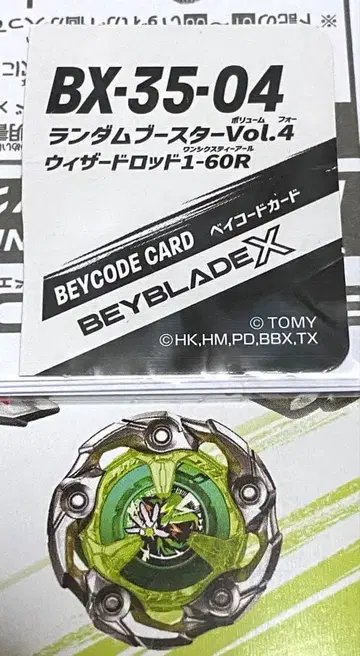 BX-35-04
ボリューム フォー
ランダムブースターVol.4
ワンシックスティーアール
ウィザードロッド1-60R
BEYCODE CARD ベイコードカード
BEYBLADE X
© TOMY
©HK,HM,PD,BBX,TX